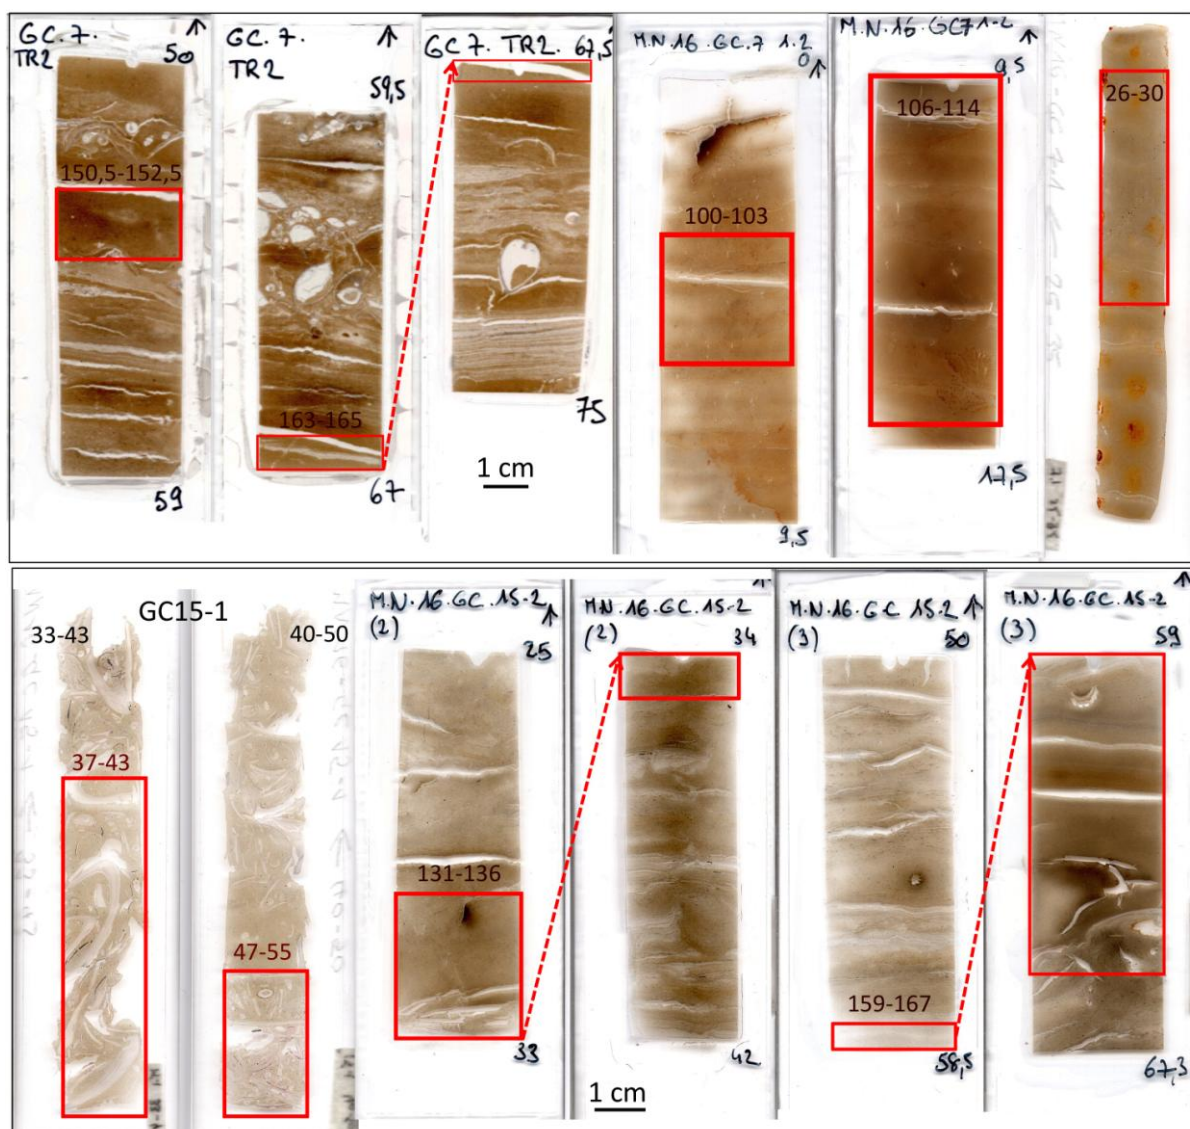 GC.7.
TR2
50
150,5-152,5
59
GC. 7.
TR2
59,5
163-165
67
GC 7. TR2. 67,5
75
1 cm
M.N.16.GC.7 1.2
0
100-103
9,5
M.N.16.GC7 1-2
9,5
106-114
17,5
26-30
25-35
GC15-1
33-43
37-43
40-50
47-55
M.N.16.GC.15-2
(2)
25
131-136
33
M.N.16.GC.15-2
(2)
34
42
1 cm
M.N.16.GC 15-2
(3)
50
159-167
58,5
M.N.16.GC.15-2
(3)
59
67,3